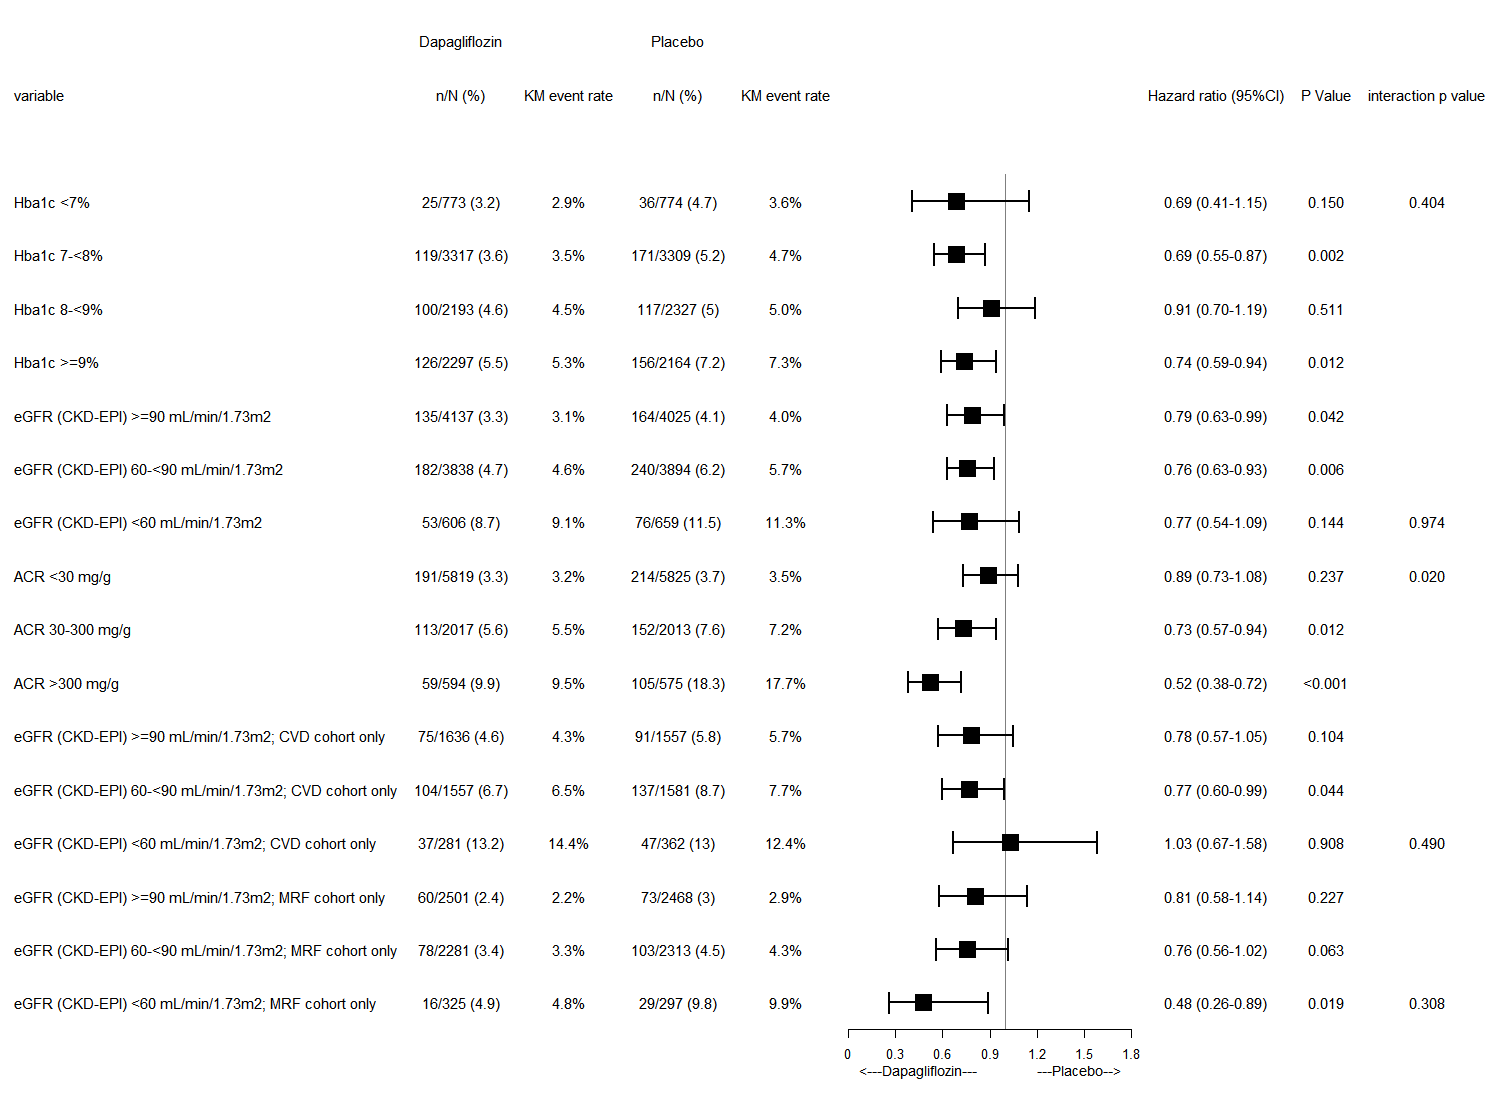 Dapagliflozin Placebo
variable n/N (%) KM event rate n/N (%) KM event rate Hazard ratio (95%CI) P Value interaction p value
Hba1c <7% 25/773 (3.2) 2.9% 36/774 (4.7) 3.6% 0.69 (0.41-1.15) 0.150 0.404
Hba1c 7-<8% 119/3317 (3.6) 3.5% 171/3309 (5.2) 4.7% 0.69 (0.55-0.87) 0.002
Hba1c 8-<9% 100/2193 (4.6) 4.5% 117/2327 (5) 5.0% 0.91 (0.70-1.19) 0.511
Hba1c >=9% 126/2297 (5.5) 5.3% 156/2164 (7.2) 7.3% 0.74 (0.59-0.94) 0.012
eGFR (CKD-EPI) >=90 mL/min/1.73m2 135/4137 (3.3) 3.1% 164/4025 (4.1) 4.0% 0.79 (0.63-0.99) 0.042
eGFR (CKD-EPI) 60-<90 mL/min/1.73m2 182/3838 (4.7) 4.6% 240/3894 (6.2) 5.7% 0.76 (0.63-0.93) 0.006
eGFR (CKD-EPI) <60 mL/min/1.73m2 53/606 (8.7) 9.1% 76/659 (11.5) 11.3% 0.77 (0.54-1.09) 0.144 0.974
ACR <30 mg/g 191/5819 (3.3) 3.2% 214/5825 (3.7) 3.5% 0.89 (0.73-1.08) 0.237 0.020
ACR 30-300 mg/g 113/2017 (5.6) 5.5% 152/2013 (7.6) 7.2% 0.73 (0.57-0.94) 0.012
ACR >300 mg/g 59/594 (9.9) 9.5% 105/575 (18.3) 17.7% 0.52 (0.38-0.72) <0.001
eGFR (CKD-EPI) >=90 mL/min/1.73m2; CVD cohort only 75/1636 (4.6) 4.3% 91/1557 (5.8) 5.7% 0.78 (0.57-1.05) 0.104
eGFR (CKD-EPI) 60-<90 mL/min/1.73m2; CVD cohort only 104/1557 (6.7) 6.5% 137/1581 (8.7) 7.7% 0.77 (0.60-0.99) 0.044
eGFR (CKD-EPI) <60 mL/min/1.73m2; CVD cohort only 37/281 (13.2) 14.4% 47/362 (13) 12.4% 1.03 (0.67-1.58) 0.908 0.490
eGFR (CKD-EPI) >=90 mL/min/1.73m2; MRF cohort only 60/2501 (2.4) 2.2% 73/2468 (3) 2.9% 0.81 (0.58-1.14) 0.227
eGFR (CKD-EPI) 60-<90 mL/min/1.73m2; MRF cohort only 78/2281 (3.4) 3.3% 103/2313 (4.5) 4.3% 0.76 (0.56-1.02) 0.063
eGFR (CKD-EPI) <60 mL/min/1.73m2; MRF cohort only 16/325 (4.9) 4.8% 29/297 (9.8) 9.9% 0.48 (0.26-0.89) 0.019 0.308
0 0.3 0.6 0.9 1.2 1.5 1.8
<---Dapagliflozin--- ---Placebo-->